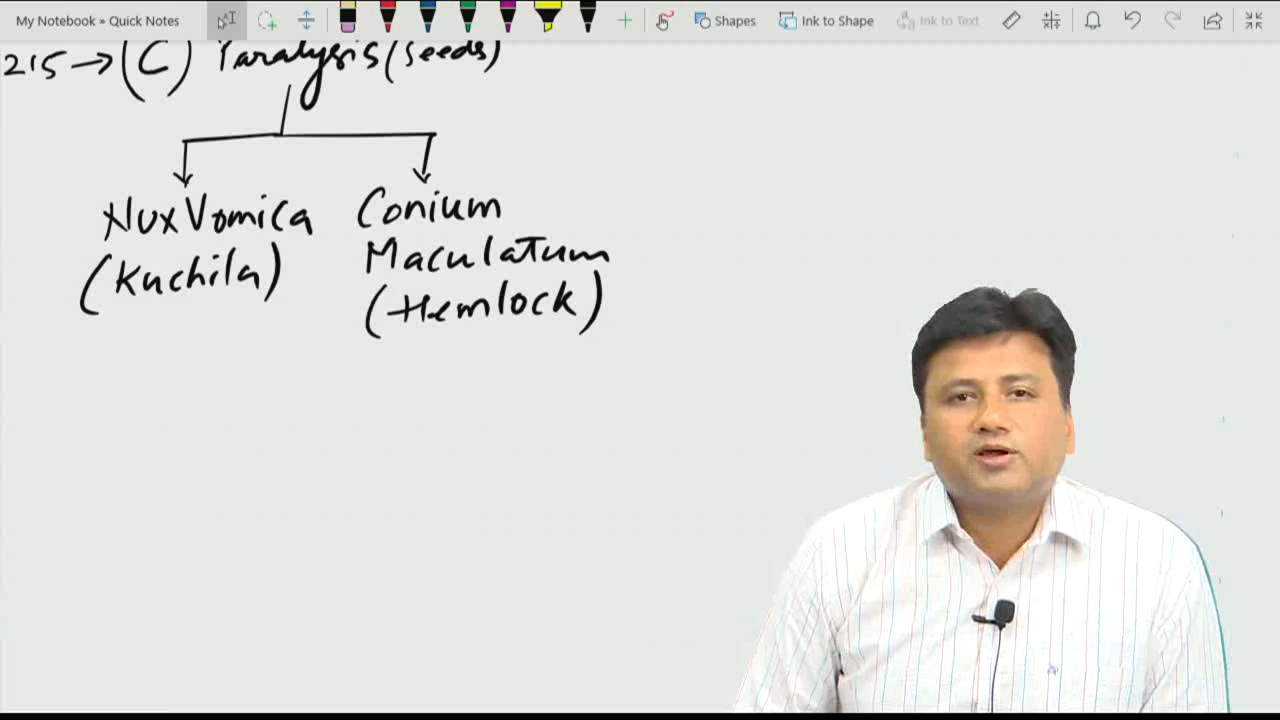 My Notebook » Quick Notes
Shapes
Ink to Shape
Ink to Text
215 → (C) Paralysis (Seeds)
Nux Vomica
(Kuchila)
Conium
Maculatum
(Hemlock)